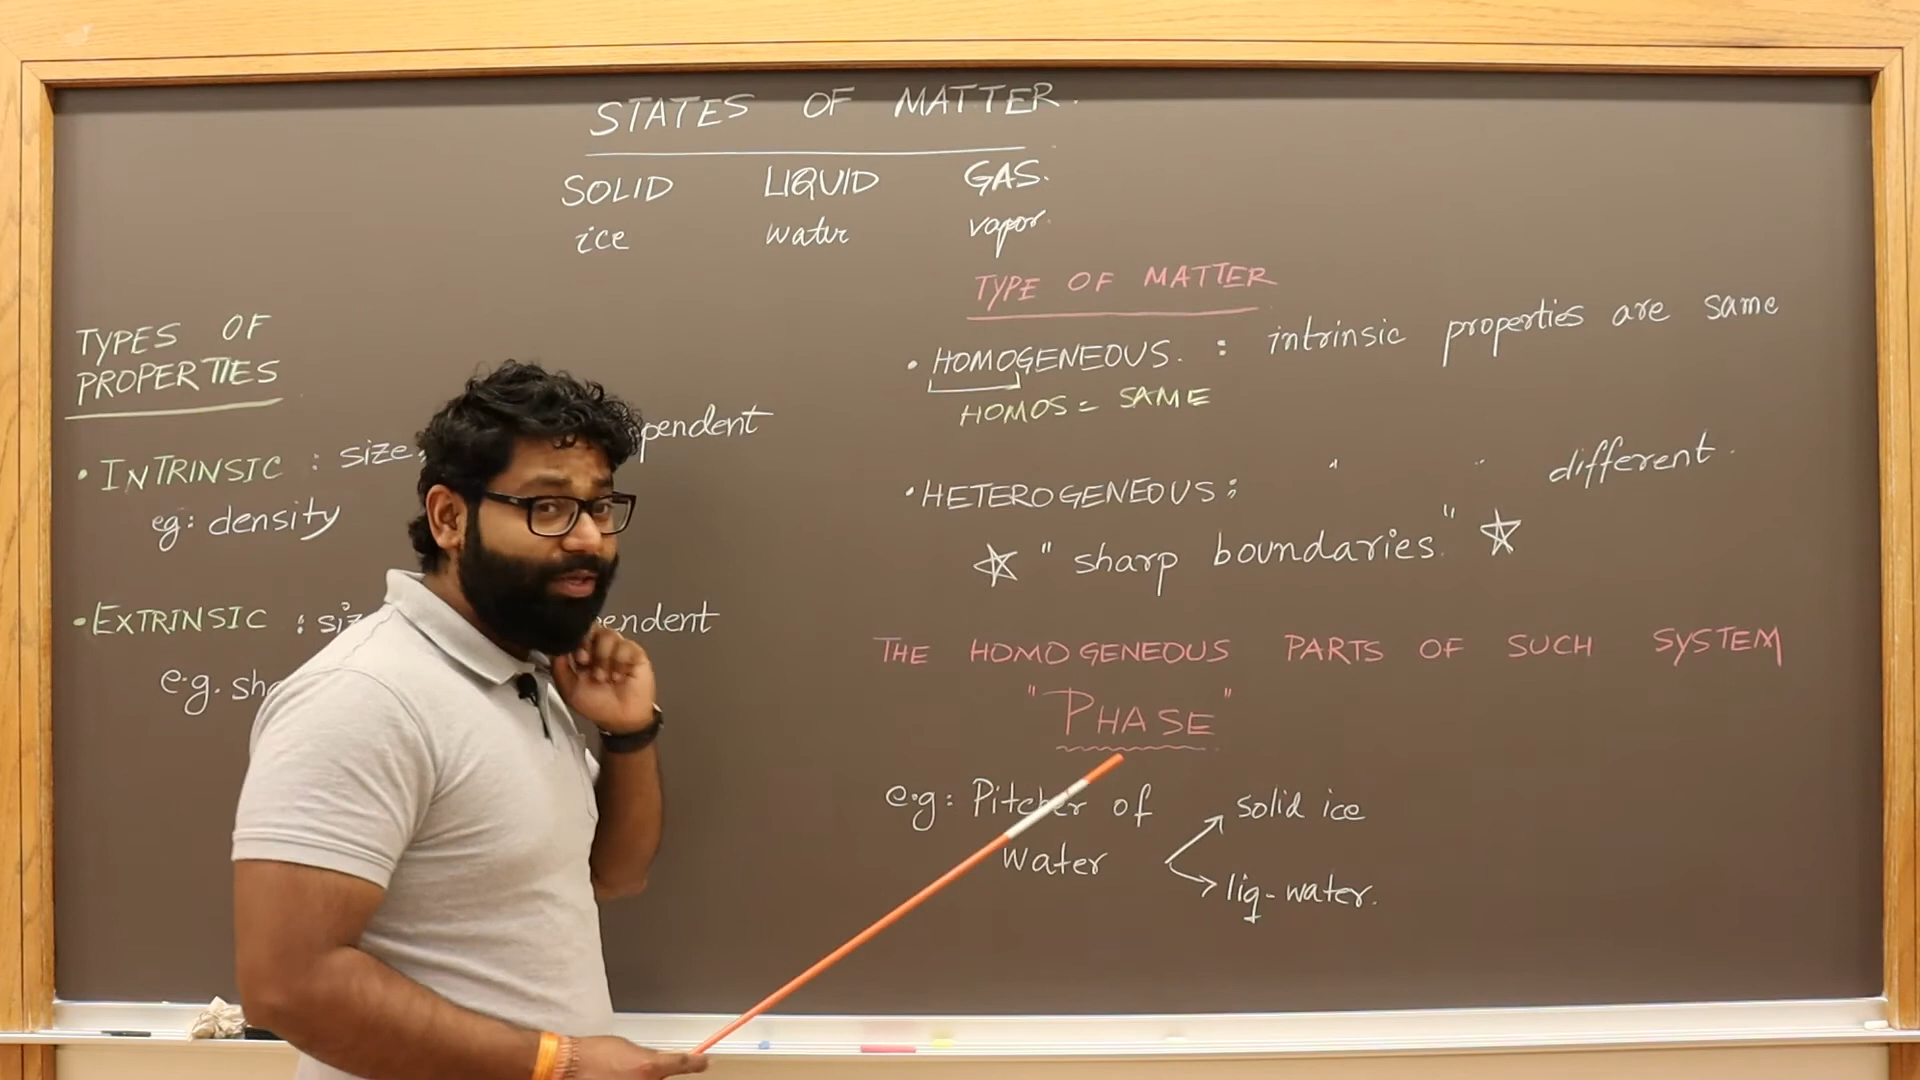 STATES OF MATTER.
SOLID LIQUID GAS.
ice water vapor.
TYPES OF
PROPERTIES
• INTRINSIC : size, pendent
eg: density
• EXTRINSIC : siz endent
e.g. sha
TYPE OF MATTER
• HOMOGENEOUS. : intrinsic properties are same
HOMOS = SAME
• HETEROGENEOUS : " " different.
☆ " sharp boundaries." ☆
THE HOMOGENEOUS PARTS OF SUCH SYSTEM
"PHASE"
e.g: Pitcher of
water
solid ice
liq-water.